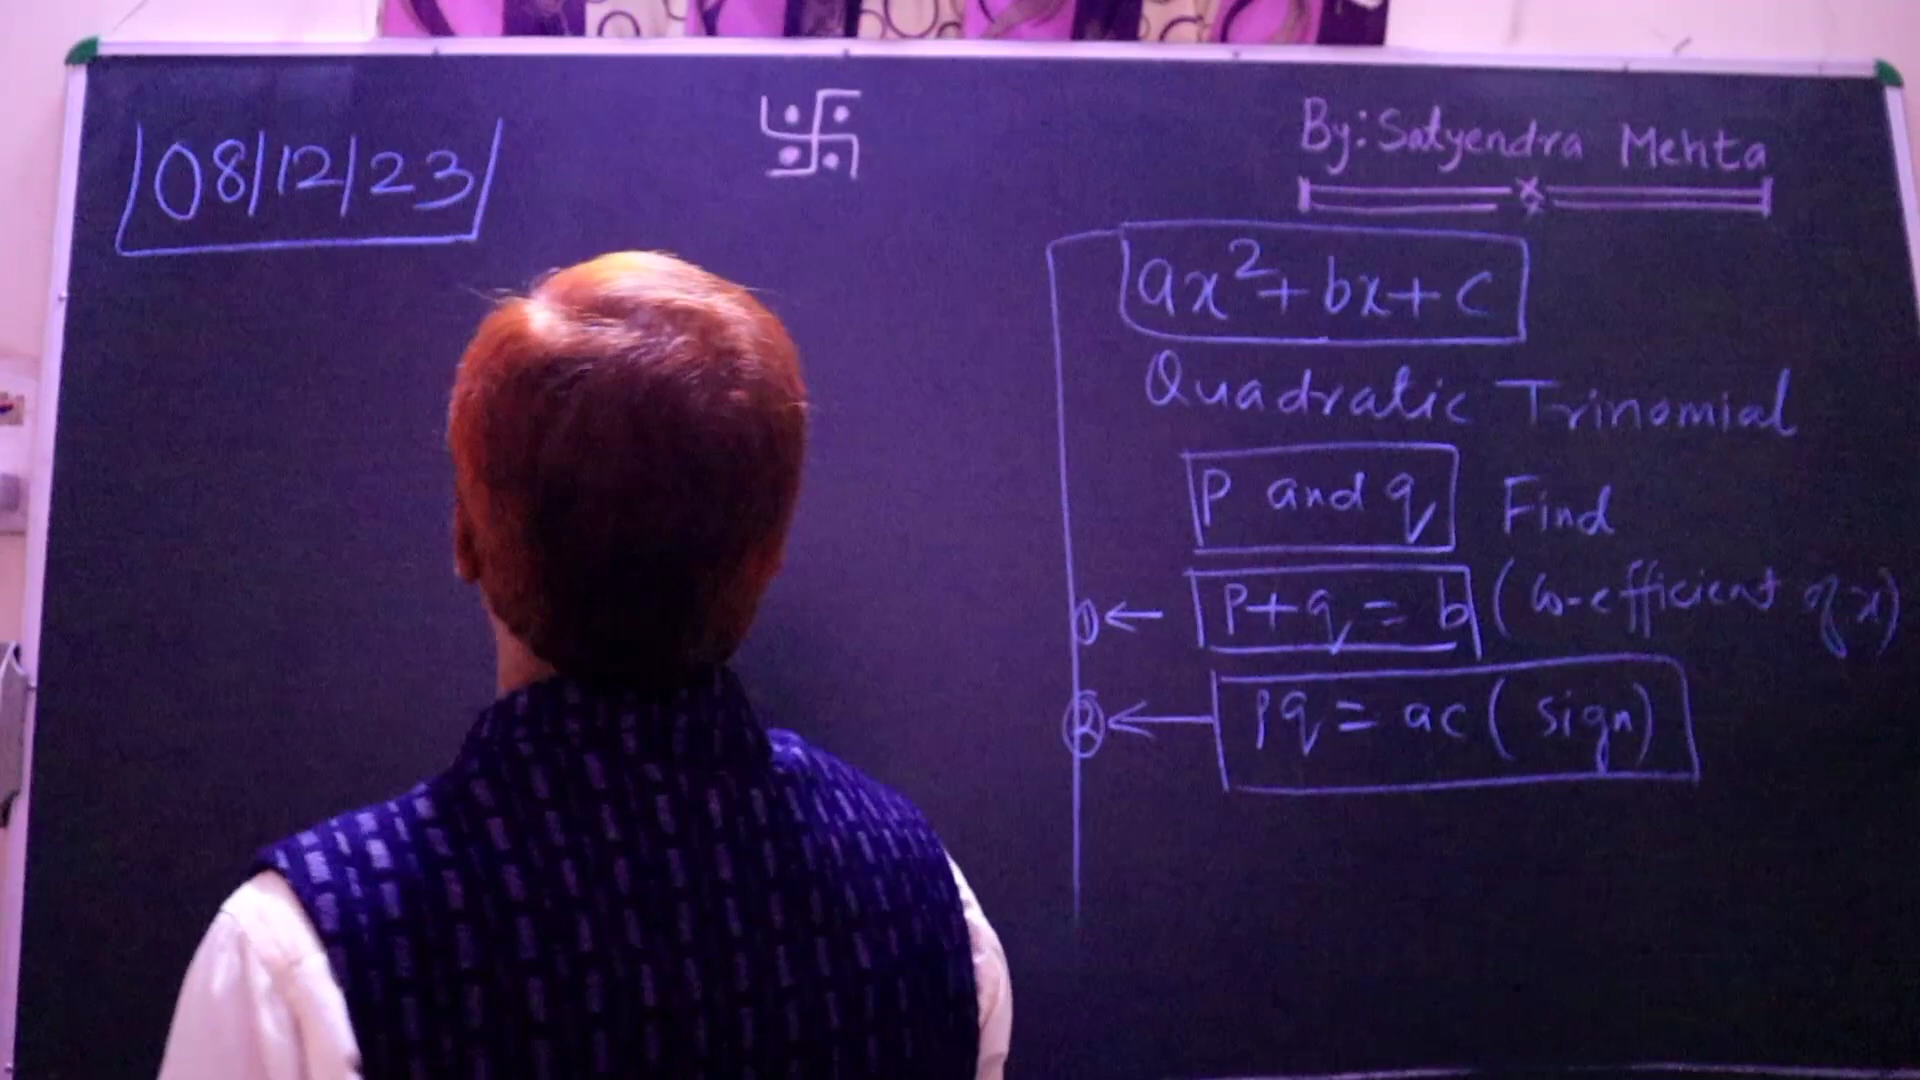 08/12/23
By: Satyendra Mehta
ax²+bx+c
Quadratic Trinomial
p and q Find
① ← p+q = b (co-efficient of x)
② ← pq = ac (sign)